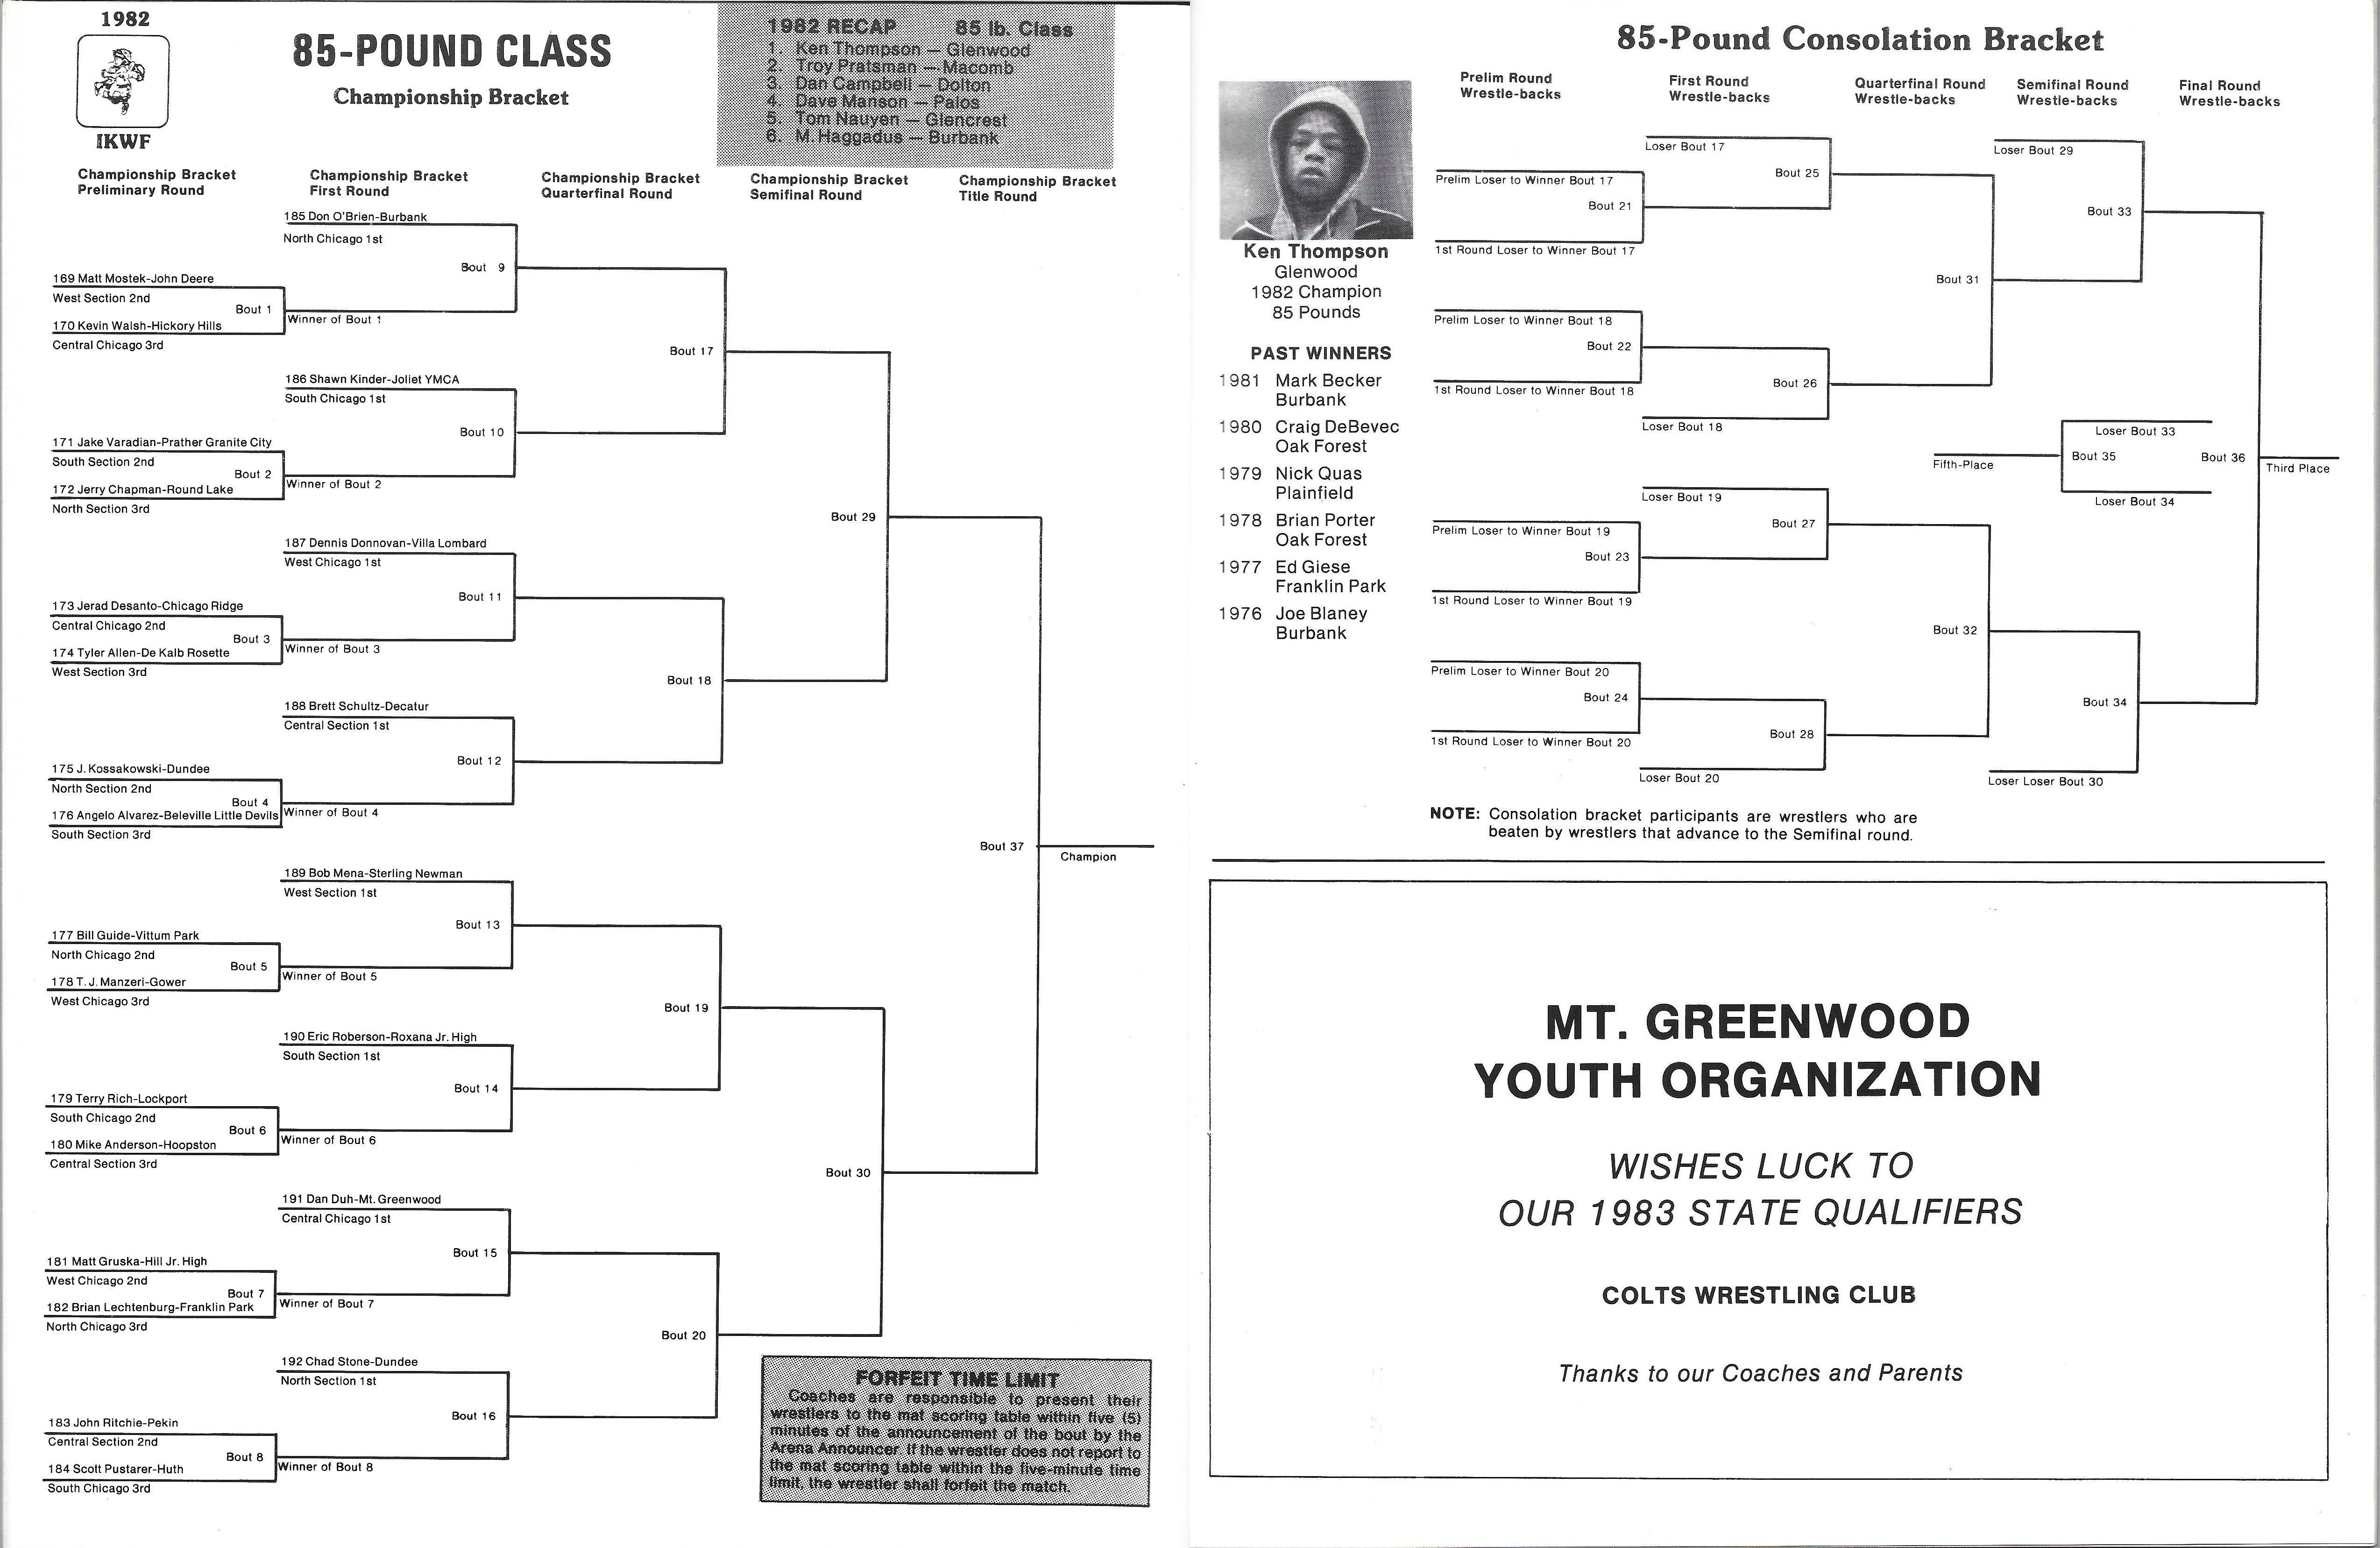 1982
IKWF
85-POUND CLASS
Championship Bracket
1982 RECAP 85 lb. Class
1. Ken Thompson — Glenwood
2. Troy Pratsman — Macomb
3. Dan Campbell — Dolton
4. Dave Manson — Palos
5. Tom Nauyen — Glencrest
6. M. Haggadus — Burbank
Championship Bracket
Preliminary Round
Championship Bracket
First Round
Championship Bracket
Quarterfinal Round
Championship Bracket
Semifinal Round
Championship Bracket
Title Round
185 Don O'Brien-Burbank
North Chicago 1st
Bout 9
169 Matt Mostek-John Deere
West Section 2nd
Bout 1
170 Kevin Walsh-Hickory Hills
Central Chicago 3rd
Winner of Bout 1
Bout 17
186 Shawn Kinder-Joliet YMCA
South Chicago 1st
Bout 10
171 Jake Varadian-Prather Granite City
South Section 2nd
Bout 2
172 Jerry Chapman-Round Lake
North Section 3rd
Winner of Bout 2
Bout 29
187 Dennis Donnovan-Villa Lombard
West Chicago 1st
Bout 11
173 Jerad Desanto-Chicago Ridge
Central Chicago 2nd
Bout 3
174 Tyler Allen-De Kalb Rosette
West Section 3rd
Winner of Bout 3
Bout 18
188 Brett Schultz-Decatur
Central Section 1st
Bout 12
175 J. Kossakowski-Dundee
North Section 2nd
Bout 4
176 Angelo Alvarez-Beleville Little Devils
South Section 3rd
Winner of Bout 4
Bout 37
Champion
189 Bob Mena-Sterling Newman
West Section 1st
Bout 13
177 Bill Guide-Vittum Park
North Chicago 2nd
Bout 5
178 T. J. Manzeri-Gower
West Chicago 3rd
Winner of Bout 5
Bout 19
190 Eric Roberson-Roxana Jr. High
South Section 1st
Bout 14
179 Terry Rich-Lockport
South Chicago 2nd
Bout 6
180 Mike Anderson-Hoopston
Central Section 3rd
Winner of Bout 6
Bout 30
191 Dan Duh-Mt. Greenwood
Central Chicago 1st
Bout 15
181 Matt Gruska-Hill Jr. High
West Chicago 2nd
Bout 7
182 Brian Lechtenburg-Franklin Park
North Chicago 3rd
Winner of Bout 7
Bout 20
192 Chad Stone-Dundee
North Section 1st
Bout 16
183 John Ritchie-Pekin
Central Section 2nd
Bout 8
184 Scott Pustarer-Huth
South Chicago 3rd
Winner of Bout 8
FORFEIT TIME LIMIT
Coaches are responsible to present their
wrestlers to the mat scoring table within five (5)
minutes of the announcement of the bout by the
Arena Announcer. If the wrestler does not report to
the mat scoring table within the five-minute time
limit, the wrestler shall forfeit the match.
85-Pound Consolation Bracket
Prelim Round
Wrestle-backs
First Round
Wrestle-backs
Quarterfinal Round
Wrestle-backs
Semifinal Round
Wrestle-backs
Final Round
Wrestle-backs
Ken Thompson
Glenwood
1982 Champion
85 Pounds
PAST WINNERS
1981 Mark Becker
Burbank
1980 Craig DeBevec
Oak Forest
1979 Nick Quas
Plainfield
1978 Brian Porter
Oak Forest
1977 Ed Giese
Franklin Park
1976 Joe Blaney
Burbank
Loser Bout 17
Bout 25
Prelim Loser to Winner Bout 17
Bout 21
1st Round Loser to Winner Bout 17
Loser Bout 29
Bout 33
Bout 31
Prelim Loser to Winner Bout 18
Bout 22
1st Round Loser to Winner Bout 18
Bout 26
Loser Bout 18
Loser Bout 33
Fifth-Place
Bout 35
Bout 36
Third Place
Loser Bout 34
Loser Bout 19
Bout 27
Prelim Loser to Winner Bout 19
Bout 23
1st Round Loser to Winner Bout 19
Bout 32
Prelim Loser to Winner Bout 20
Bout 24
1st Round Loser to Winner Bout 20
Bout 28
Loser Bout 20
Bout 34
Loser Loser Bout 30
NOTE: Consolation bracket participants are wrestlers who are
beaten by wrestlers that advance to the Semifinal round.
MT. GREENWOOD
YOUTH ORGANIZATION
WISHES LUCK TO
OUR 1983 STATE QUALIFIERS
COLTS WRESTLING CLUB
Thanks to our Coaches and Parents